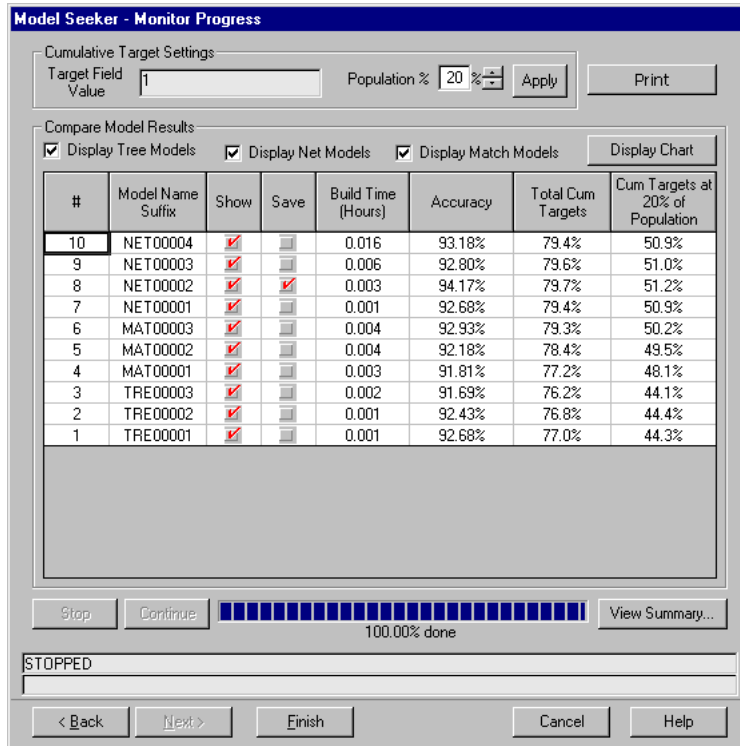 Model Seeker - Monitor Progress
Cumulative Target Settings
Target Field Value 1 Population % 20 % Apply Print
Compare Model Results
Display Tree Models Display Net Models Display Match Models Display Chart
# Model Name Suffix Show Save Build Time (Hours) Accuracy Total Cum Targets Cum Targets at 20% of Population
10 NET00004 0.016 93.18% 79.4% 50.9%
9 NET00003 0.006 92.80% 79.6% 51.0%
8 NET00002 0.003 94.17% 79.7% 51.2%
7 NET00001 0.001 92.68% 79.4% 50.9%
6 MAT00003 0.004 92.93% 79.3% 50.2%
5 MAT00002 0.004 92.18% 78.4% 49.5%
4 MAT00001 0.003 91.81% 77.2% 48.1%
3 TRE00003 0.002 91.69% 76.2% 44.1%
2 TRE00002 0.001 92.43% 76.8% 44.4%
1 TRE00001 0.001 92.68% 77.0% 44.3%
Stop Continue View Summary...
100.00% done
STOPPED
< Back Next > Finish Cancel Help